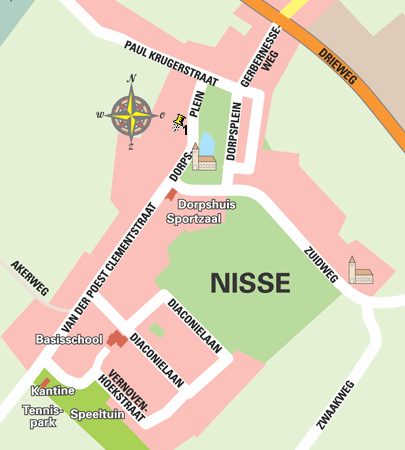 PAUL KRUGERSTRAAT
GERBERNESSE-
WEG
DRIEWEG
N
W
O
Z
1
DORPS-
PLEIN
DORPSPLEIN
Dorpshuis
Sportzaal
ZUIDWEG
VAN DER POEST CLEMENTSTRAAT
AKERWEG
NISSE
DIACONIELAAN
Basisschool
DIACONIELAAN
VERNOVEN-
HOEKSTRAAT
Kantine
Tennis-
park
Speeltuin
ZWAAKWEG